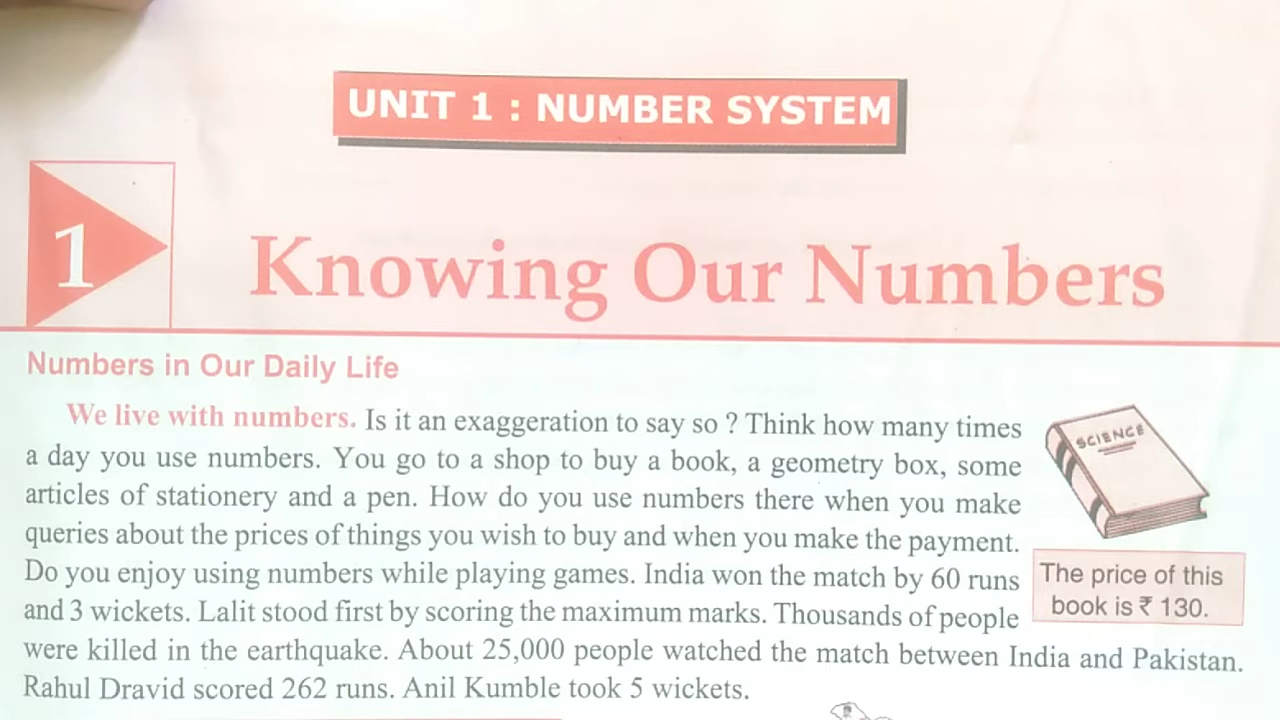 UNIT 1 : NUMBER SYSTEM
1
Knowing Our Numbers
Numbers in Our Daily Life
We live with numbers. Is it an exaggeration to say so ? Think how many times
a day you use numbers. You go to a shop to buy a book, a geometry box, some
articles of stationery and a pen. How do you use numbers there when you make
queries about the prices of things you wish to buy and when you make the payment.
Do you enjoy using numbers while playing games. India won the match by 60 runs
and 3 wickets. Lalit stood first by scoring the maximum marks. Thousands of people
were killed in the earthquake. About 25,000 people watched the match between India and Pakistan.
Rahul Dravid scored 262 runs. Anil Kumble took 5 wickets.
SCIENCE
The price of this
book is ₹ 130.